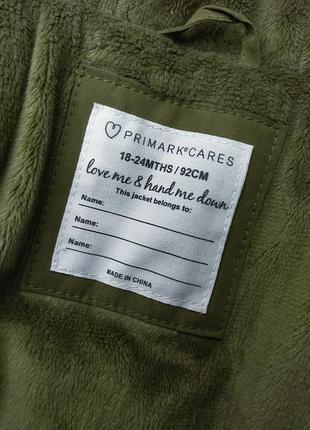 PRIMARK®CARES
18-24MTHS/92CM
love me & hand me down
This jacket belongs to:
Name:
Name:
Name:
MADE IN CHINA